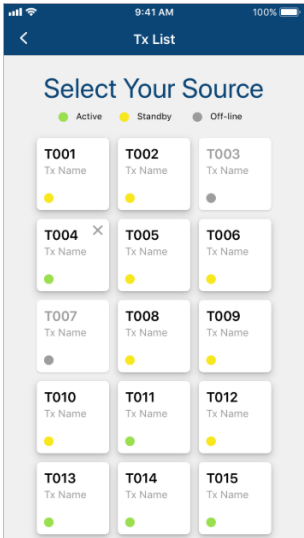 9:41 AM 100%
Tx List
Select Your Source
Active Standby Off-line
T001 T002 T003
Tx Name Tx Name Tx Name
T004 T005 T006
Tx Name Tx Name Tx Name
T007 T008 T009
Tx Name Tx Name Tx Name
T010 T011 T012
Tx Name Tx Name Tx Name
T013 T014 T015
Tx Name Tx Name Tx Name